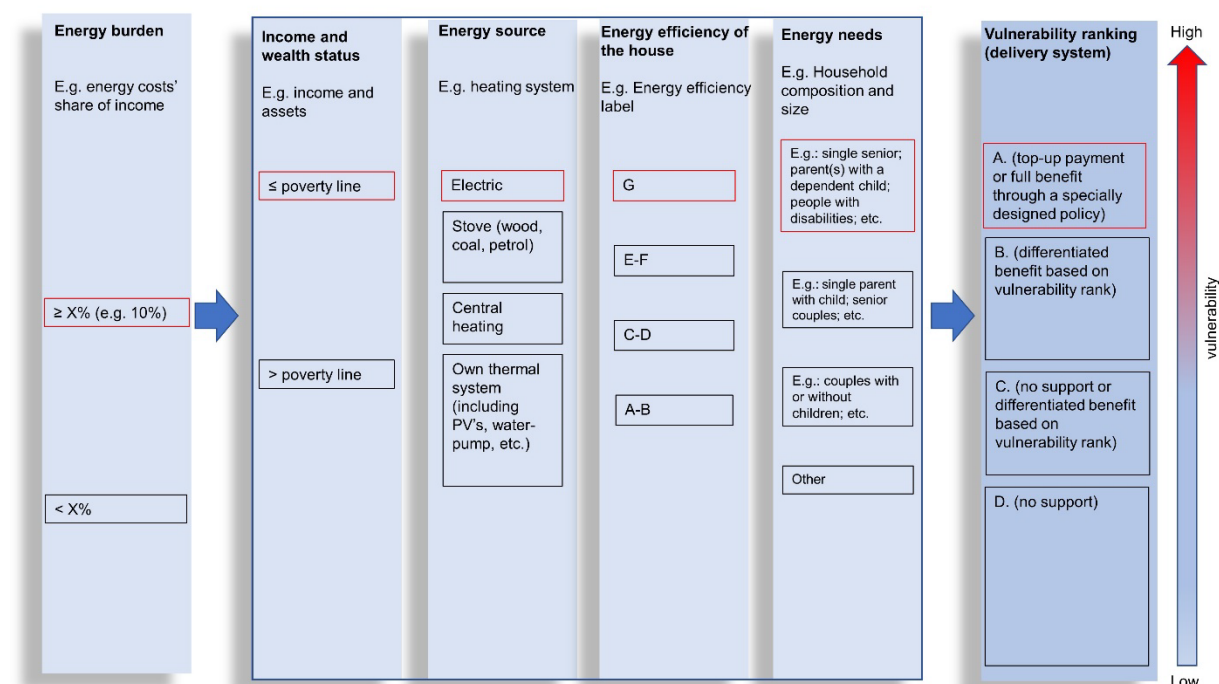 Energy burden
E.g. energy costs'
share of income
≥ X% (e.g. 10%)
< X%
Income and
wealth status
E.g. income and
assets
≤ poverty line
> poverty line
Energy source
E.g. heating system
Electric
Stove (wood,
coal, petrol)
Central
heating
Own thermal
system
(including
PV's, water-
pump, etc.)
Energy efficiency of
the house
E.g. Energy efficiency
label
G
E-F
C-D
A-B
Energy needs
E.g. Household
composition and
size
E.g.: single senior;
parent(s) with a
dependent child;
people with
disabilities; etc.
E.g.: single parent
with child; senior
couples; etc.
E.g.: couples with
or without
children; etc.
Other
Vulnerability ranking
(delivery system)
A. (top-up payment
or full benefit
through a specially
designed policy)
B. (differentiated
benefit based on
vulnerability rank)
C. (no support or
differentiated benefit
based on
vulnerability rank)
D. (no support)
High
vulnerability
Low